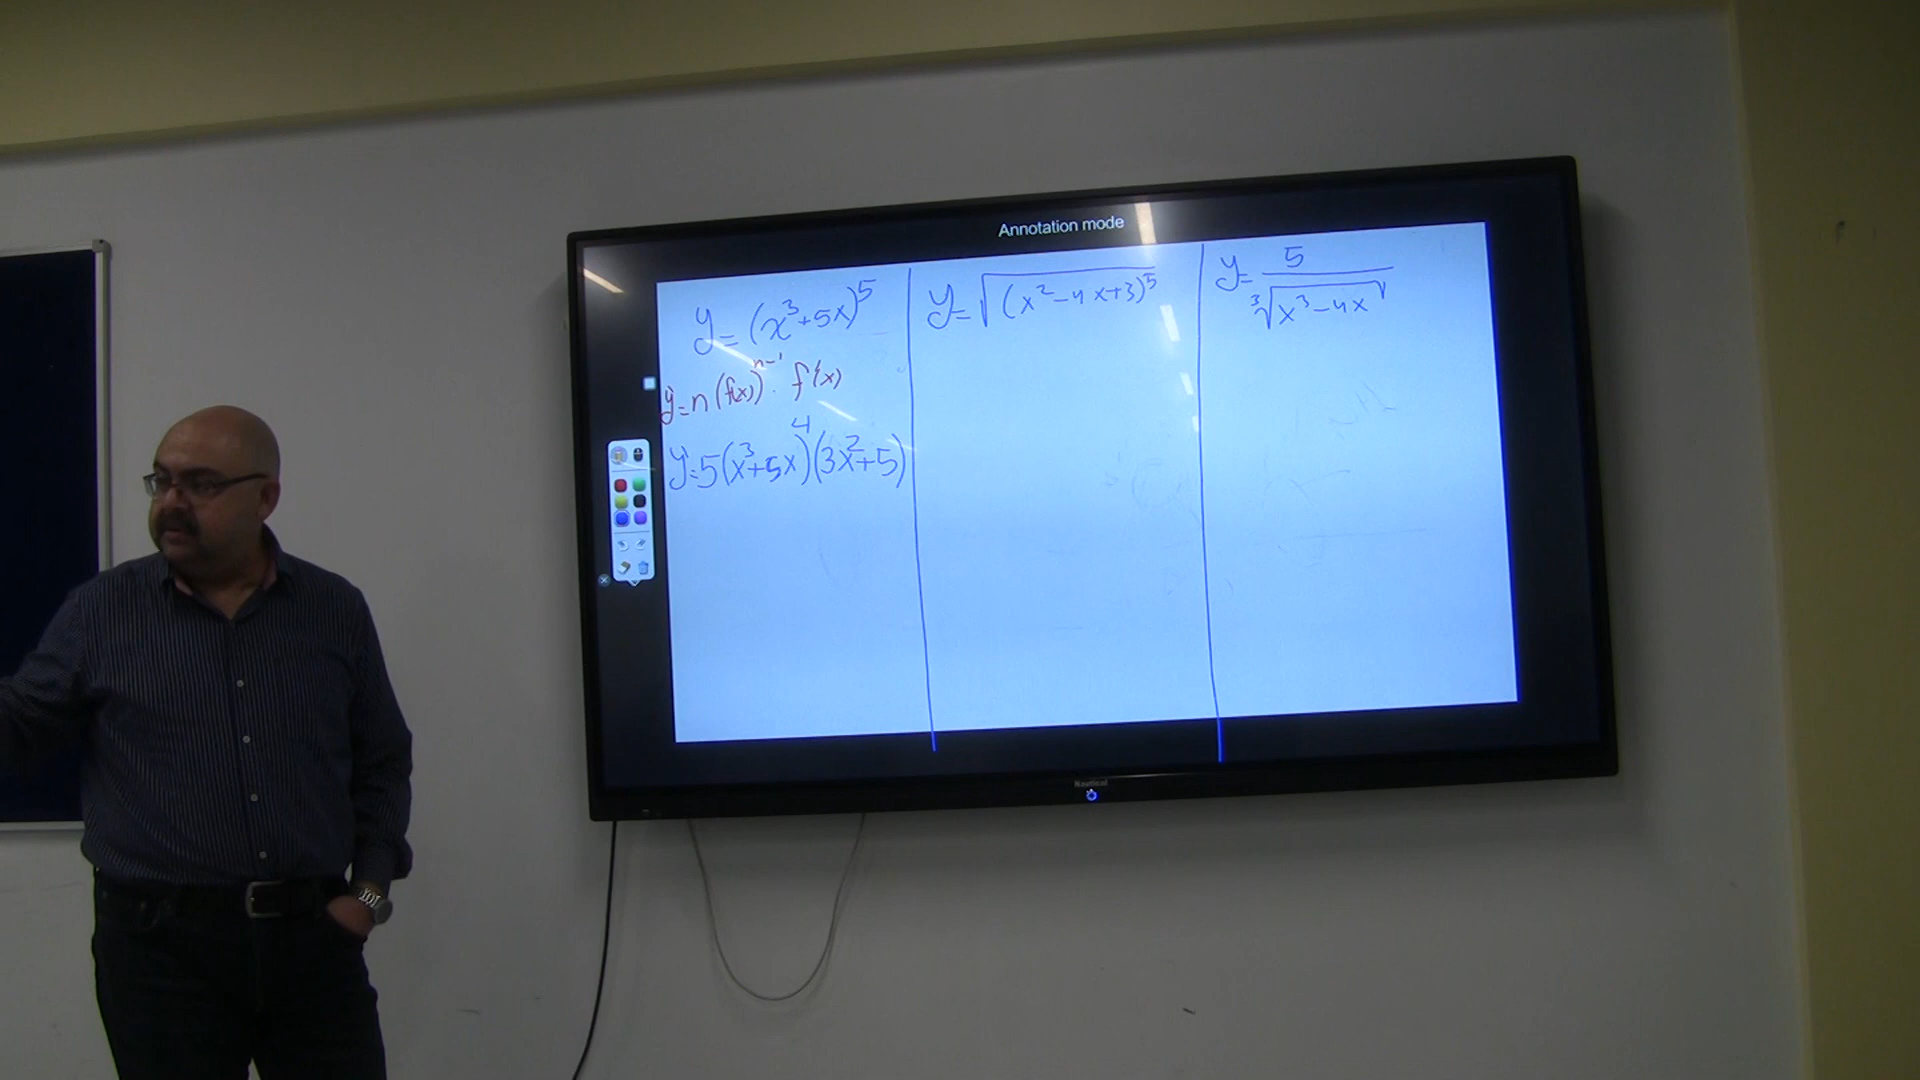 Annotation mode
y=(x³+5x)⁵
y'=n(f(x))ⁿ⁻¹·f'(x)
y'=5(x³+5x)⁴(3x²+5)
y=√(x²-4x+3)⁵
y=5/∛(x³-4x)